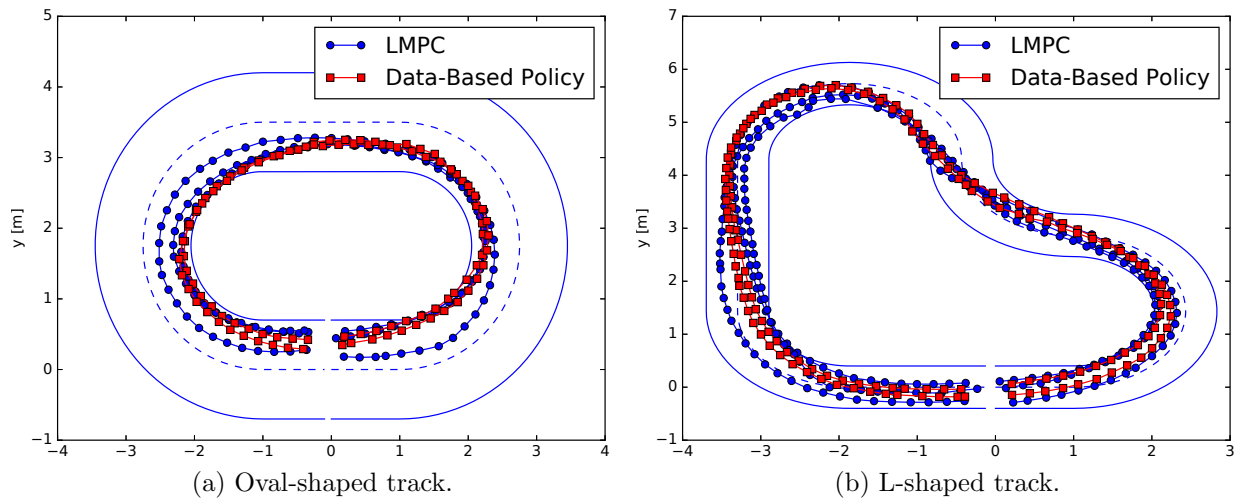 LMPC
Data-Based Policy
y [m]
5
4
3
2
1
0
−1
−4 −3 −2 −1 0 1 2 3 4
(a) Oval-shaped track.
LMPC
Data-Based Policy
y [m]
7
6
5
4
3
2
1
0
−1
−4 −3 −2 −1 0 1 2 3
(b) L-shaped track.